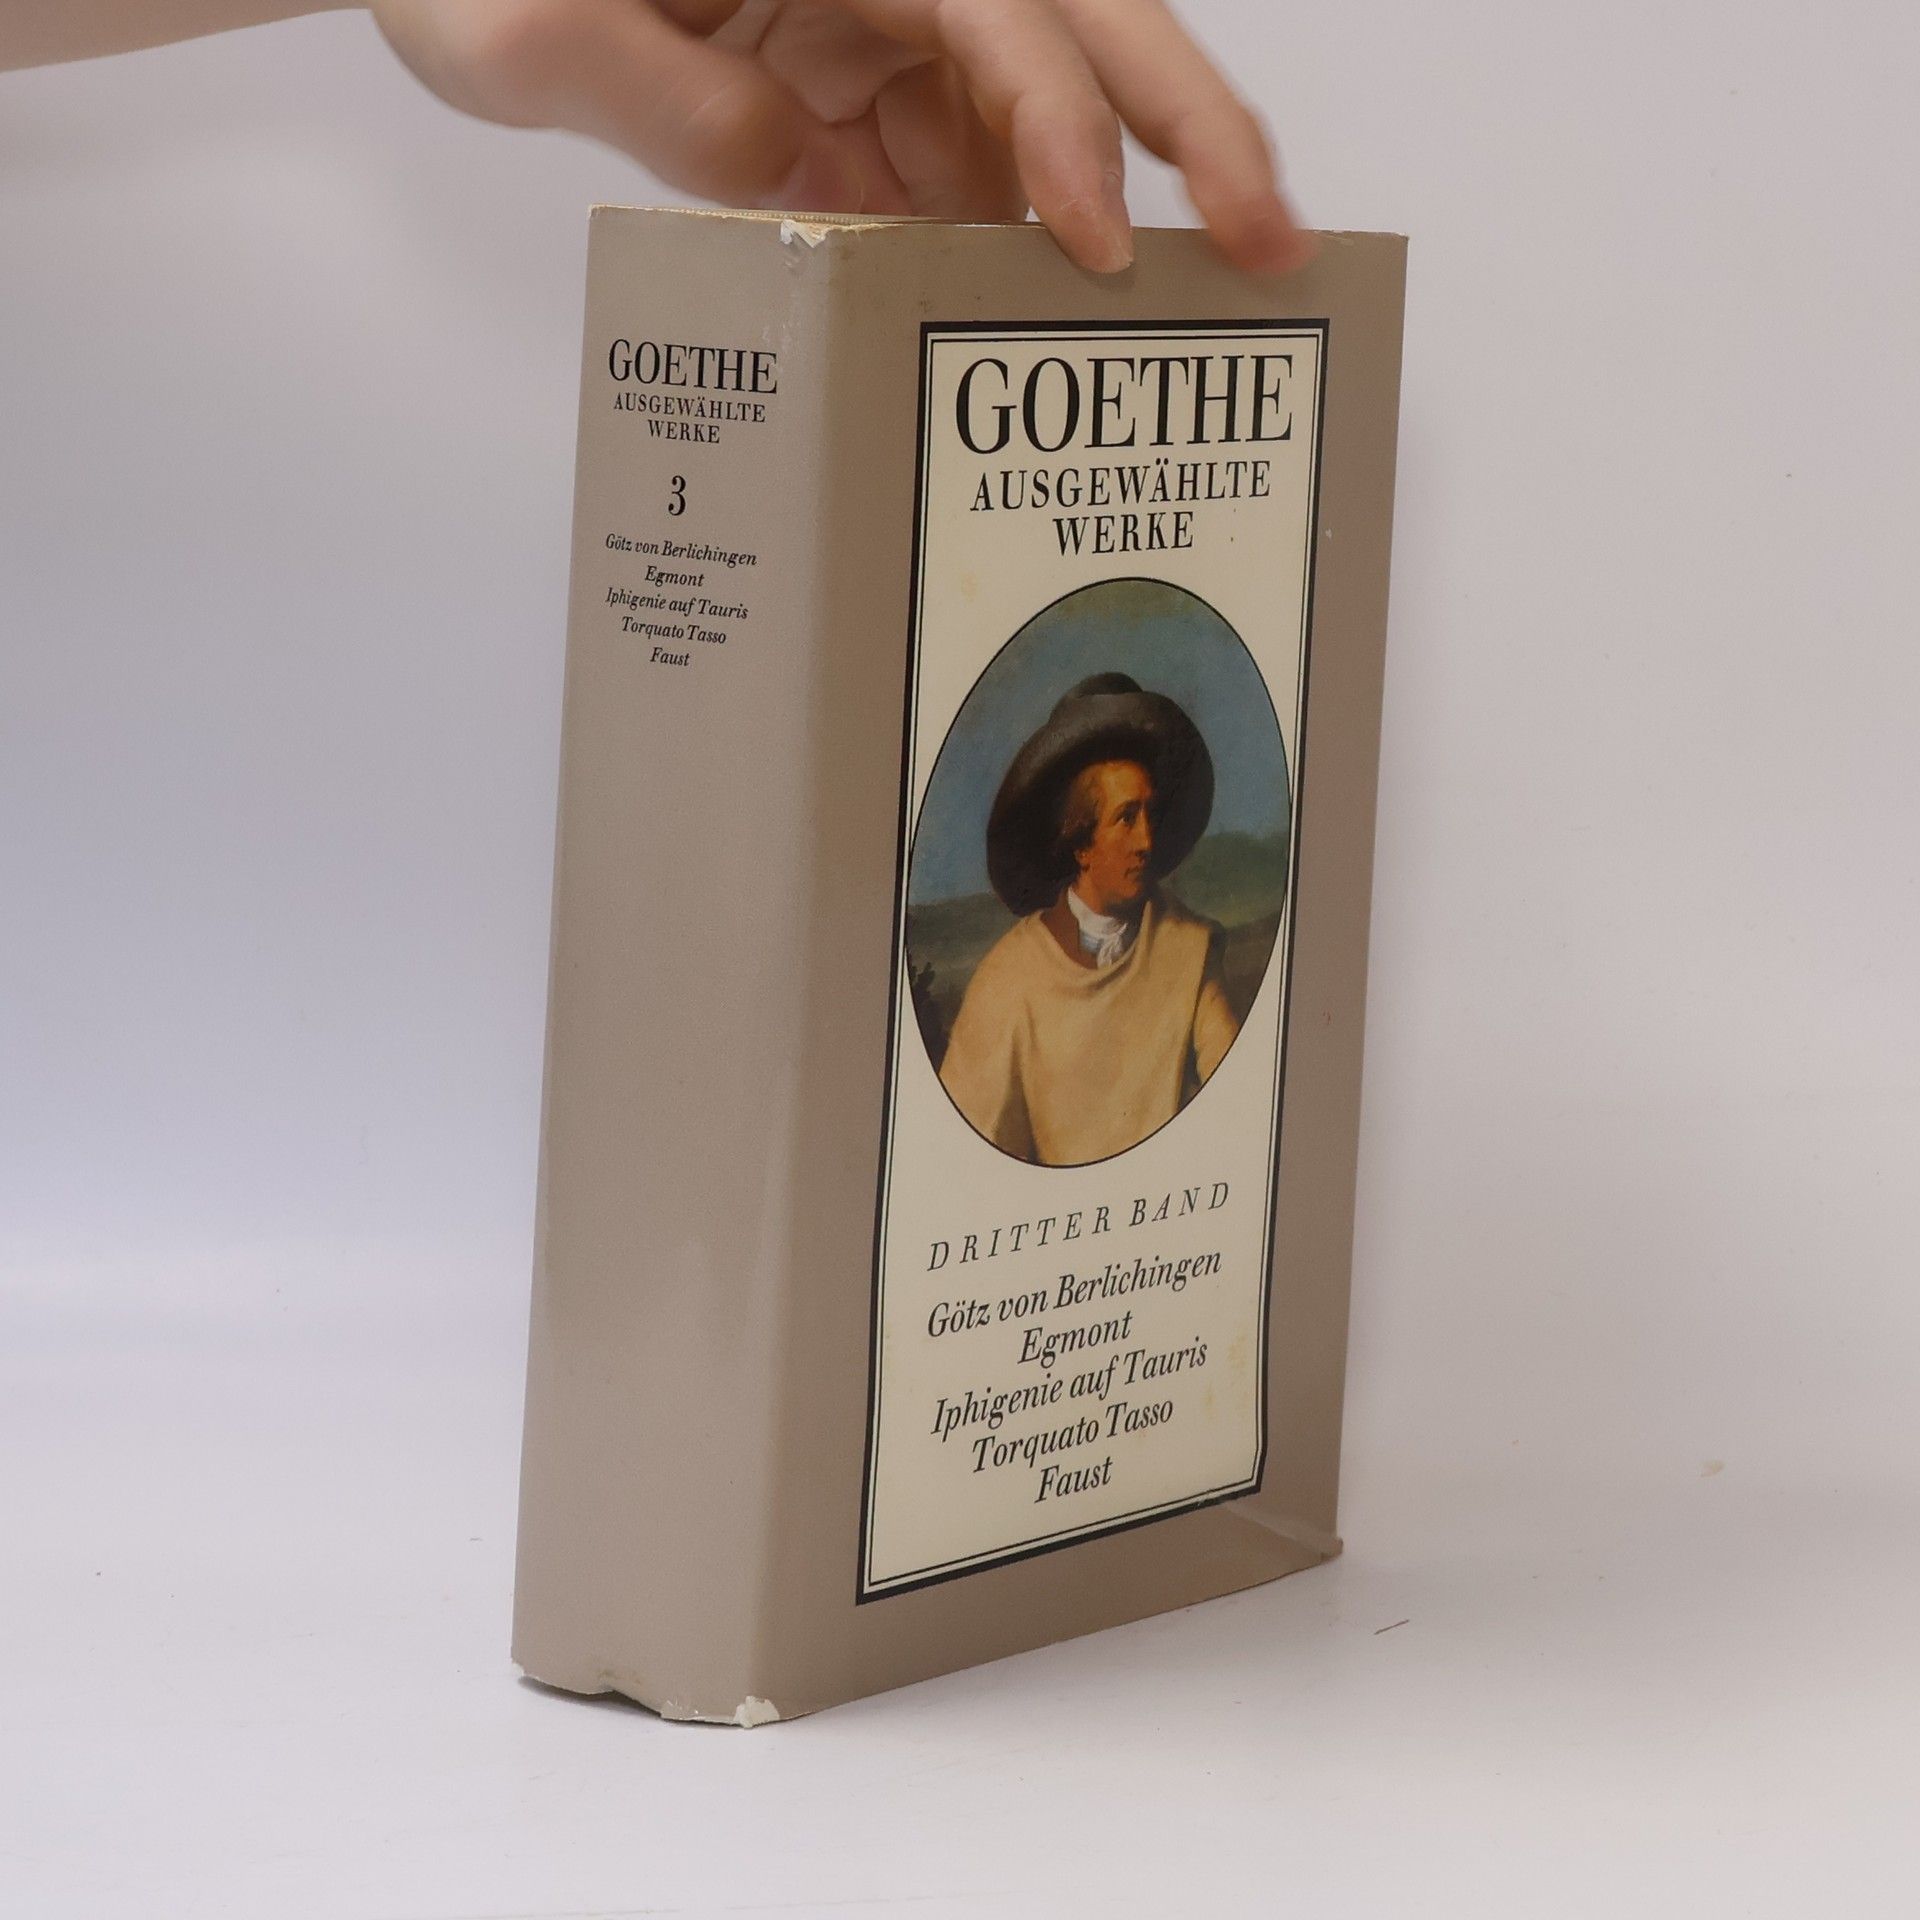 GOETHE
AUSGEWÄHLTE
WERKE
3
Götz von Berlichingen
Egmont
Iphigenie auf Tauris
Torquato Tasso
Faust
GOETHE
AUSGEWÄHLTE
WERKE
DRITTER BAND
Götz von Berlichingen
Egmont
Iphigenie auf Tauris
Torquato Tasso
Faust